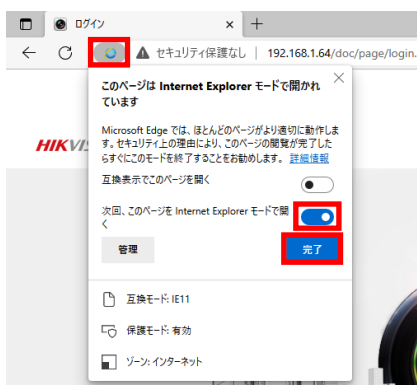 ログイン
セキュリティ保護なし | 192.168.1.64/doc/page/login.
このページは Internet Explorer モードで開かれ
ています
Microsoft Edge では、ほとんどのページがより適切に動作しま
す。セキュリティ上の理由により、このページの閲覧が完了した
らすぐにこのモードを終了することをお勧めします。 詳細情報
HIKVI
互換表示でこのページを開く
次回、このページを Internet Explorer モードで開
く
管理
完了
互換モード: IE11
保護モード: 有効
ゾーン: インターネット